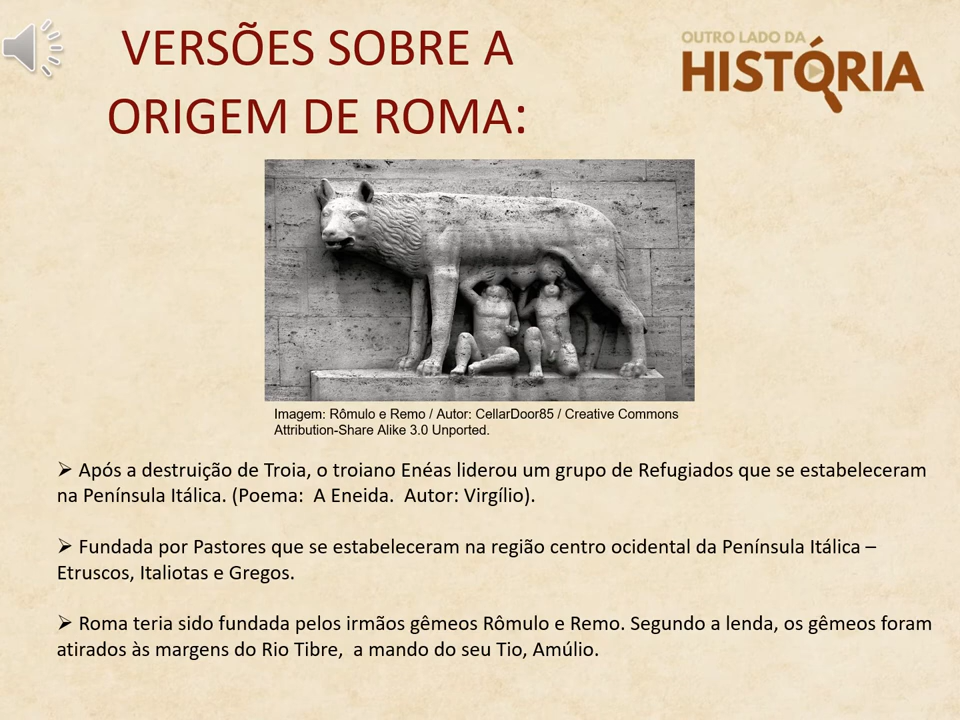 VERSÕES SOBRE A
ORIGEM DE ROMA:
OUTRO LADO DA
HISTÓRIA
Imagem: Rômulo e Remo / Autor: CellarDoor85 / Creative Commons
Attribution-Share Alike 3.0 Unported.
➢ Após a destruição de Troia, o troiano Enéas liderou um grupo de Refugiados que se estabeleceram
na Península Itálica. (Poema: A Eneida. Autor: Virgílio).
➢ Fundada por Pastores que se estabeleceram na região centro ocidental da Península Itálica –
Etruscos, Italiotas e Gregos.
➢ Roma teria sido fundada pelos irmãos gêmeos Rômulo e Remo. Segundo a lenda, os gêmeos foram
atirados às margens do Rio Tibre, a mando do seu Tio, Amúlio.